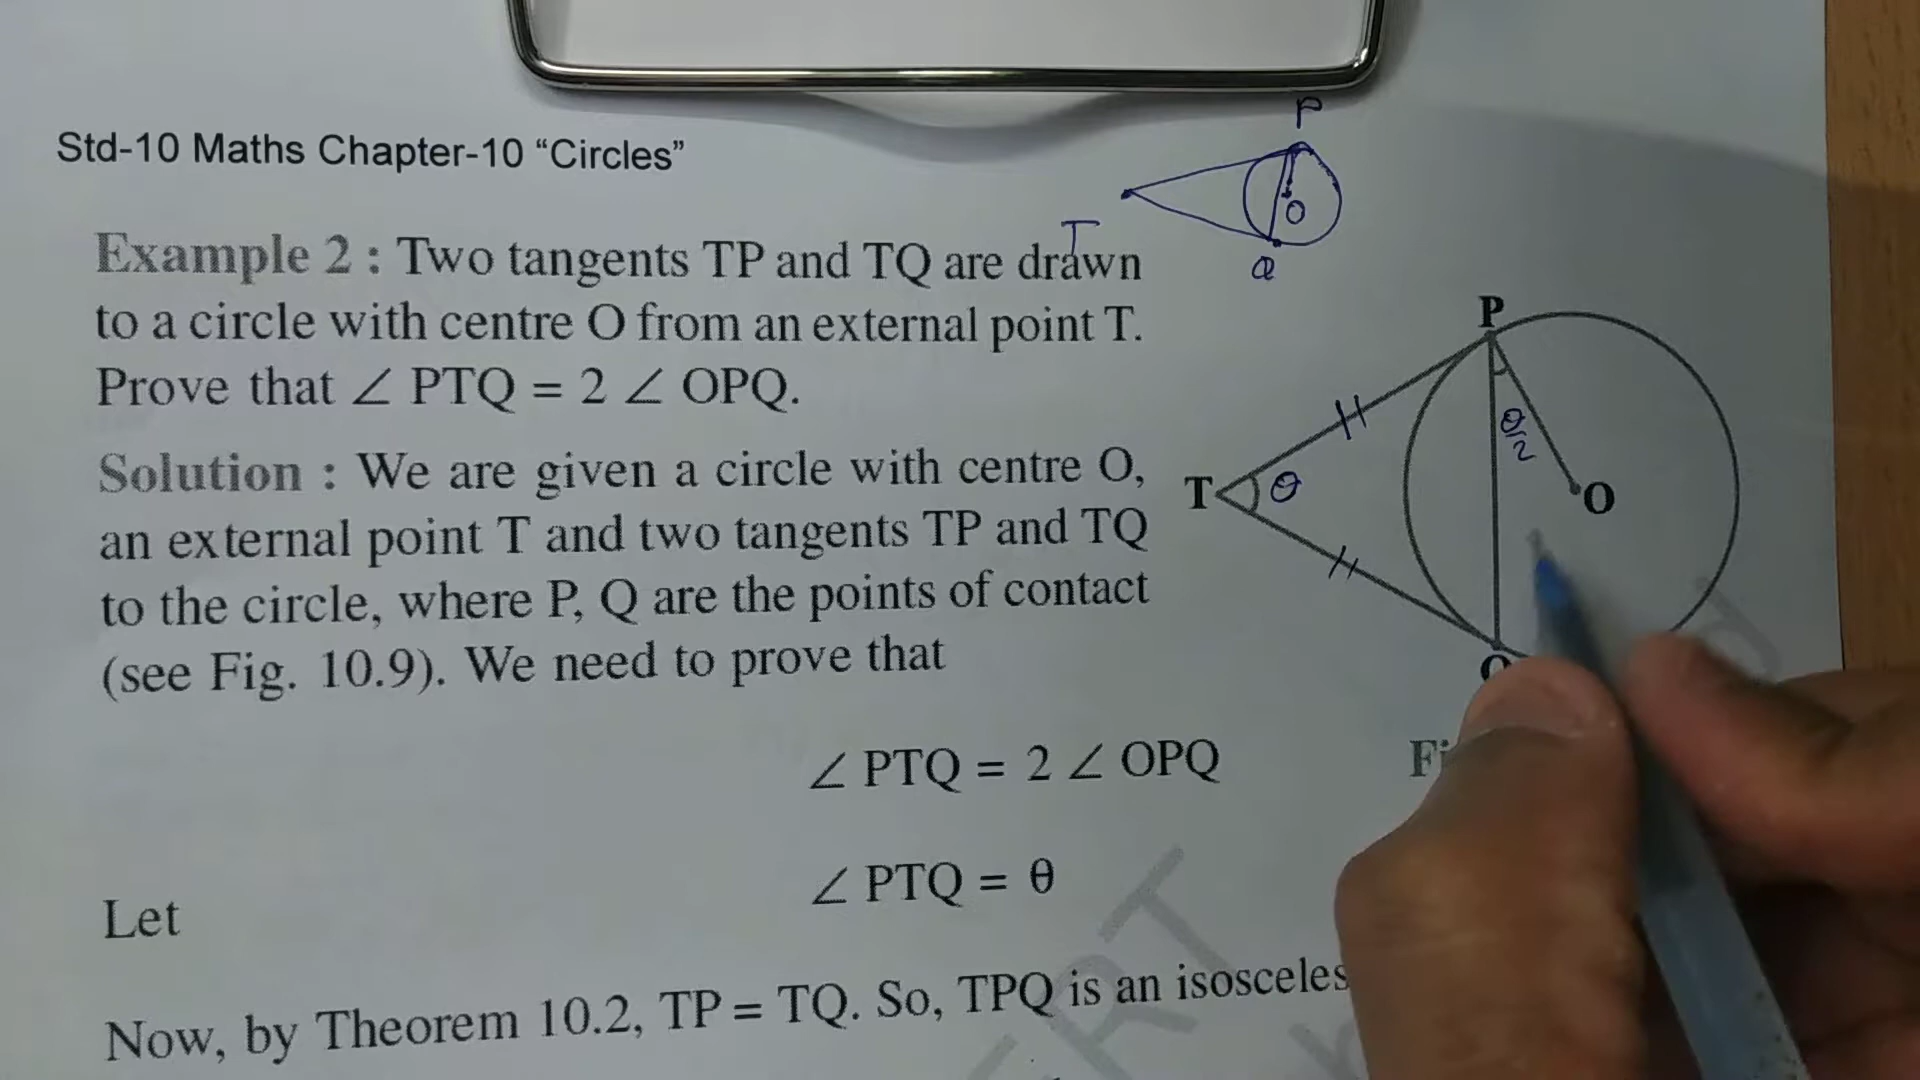 P
O
Q
T
Std-10 Maths Chapter-10 “Circles”
Example 2 : Two tangents TP and TQ are drawn
to a circle with centre O from an external point T.
Prove that ∠ PTQ = 2 ∠ OPQ.
P
θ/2
T
θ
O
Solution : We are given a circle with centre O,
an external point T and two tangents TP and TQ
to the circle, where P, Q are the points of contact
(see Fig. 10.9). We need to prove that
∠ PTQ = 2 ∠ OPQ
Let
∠ PTQ = θ
Now, by Theorem 10.2, TP = TQ. So, TPQ is an isosceles